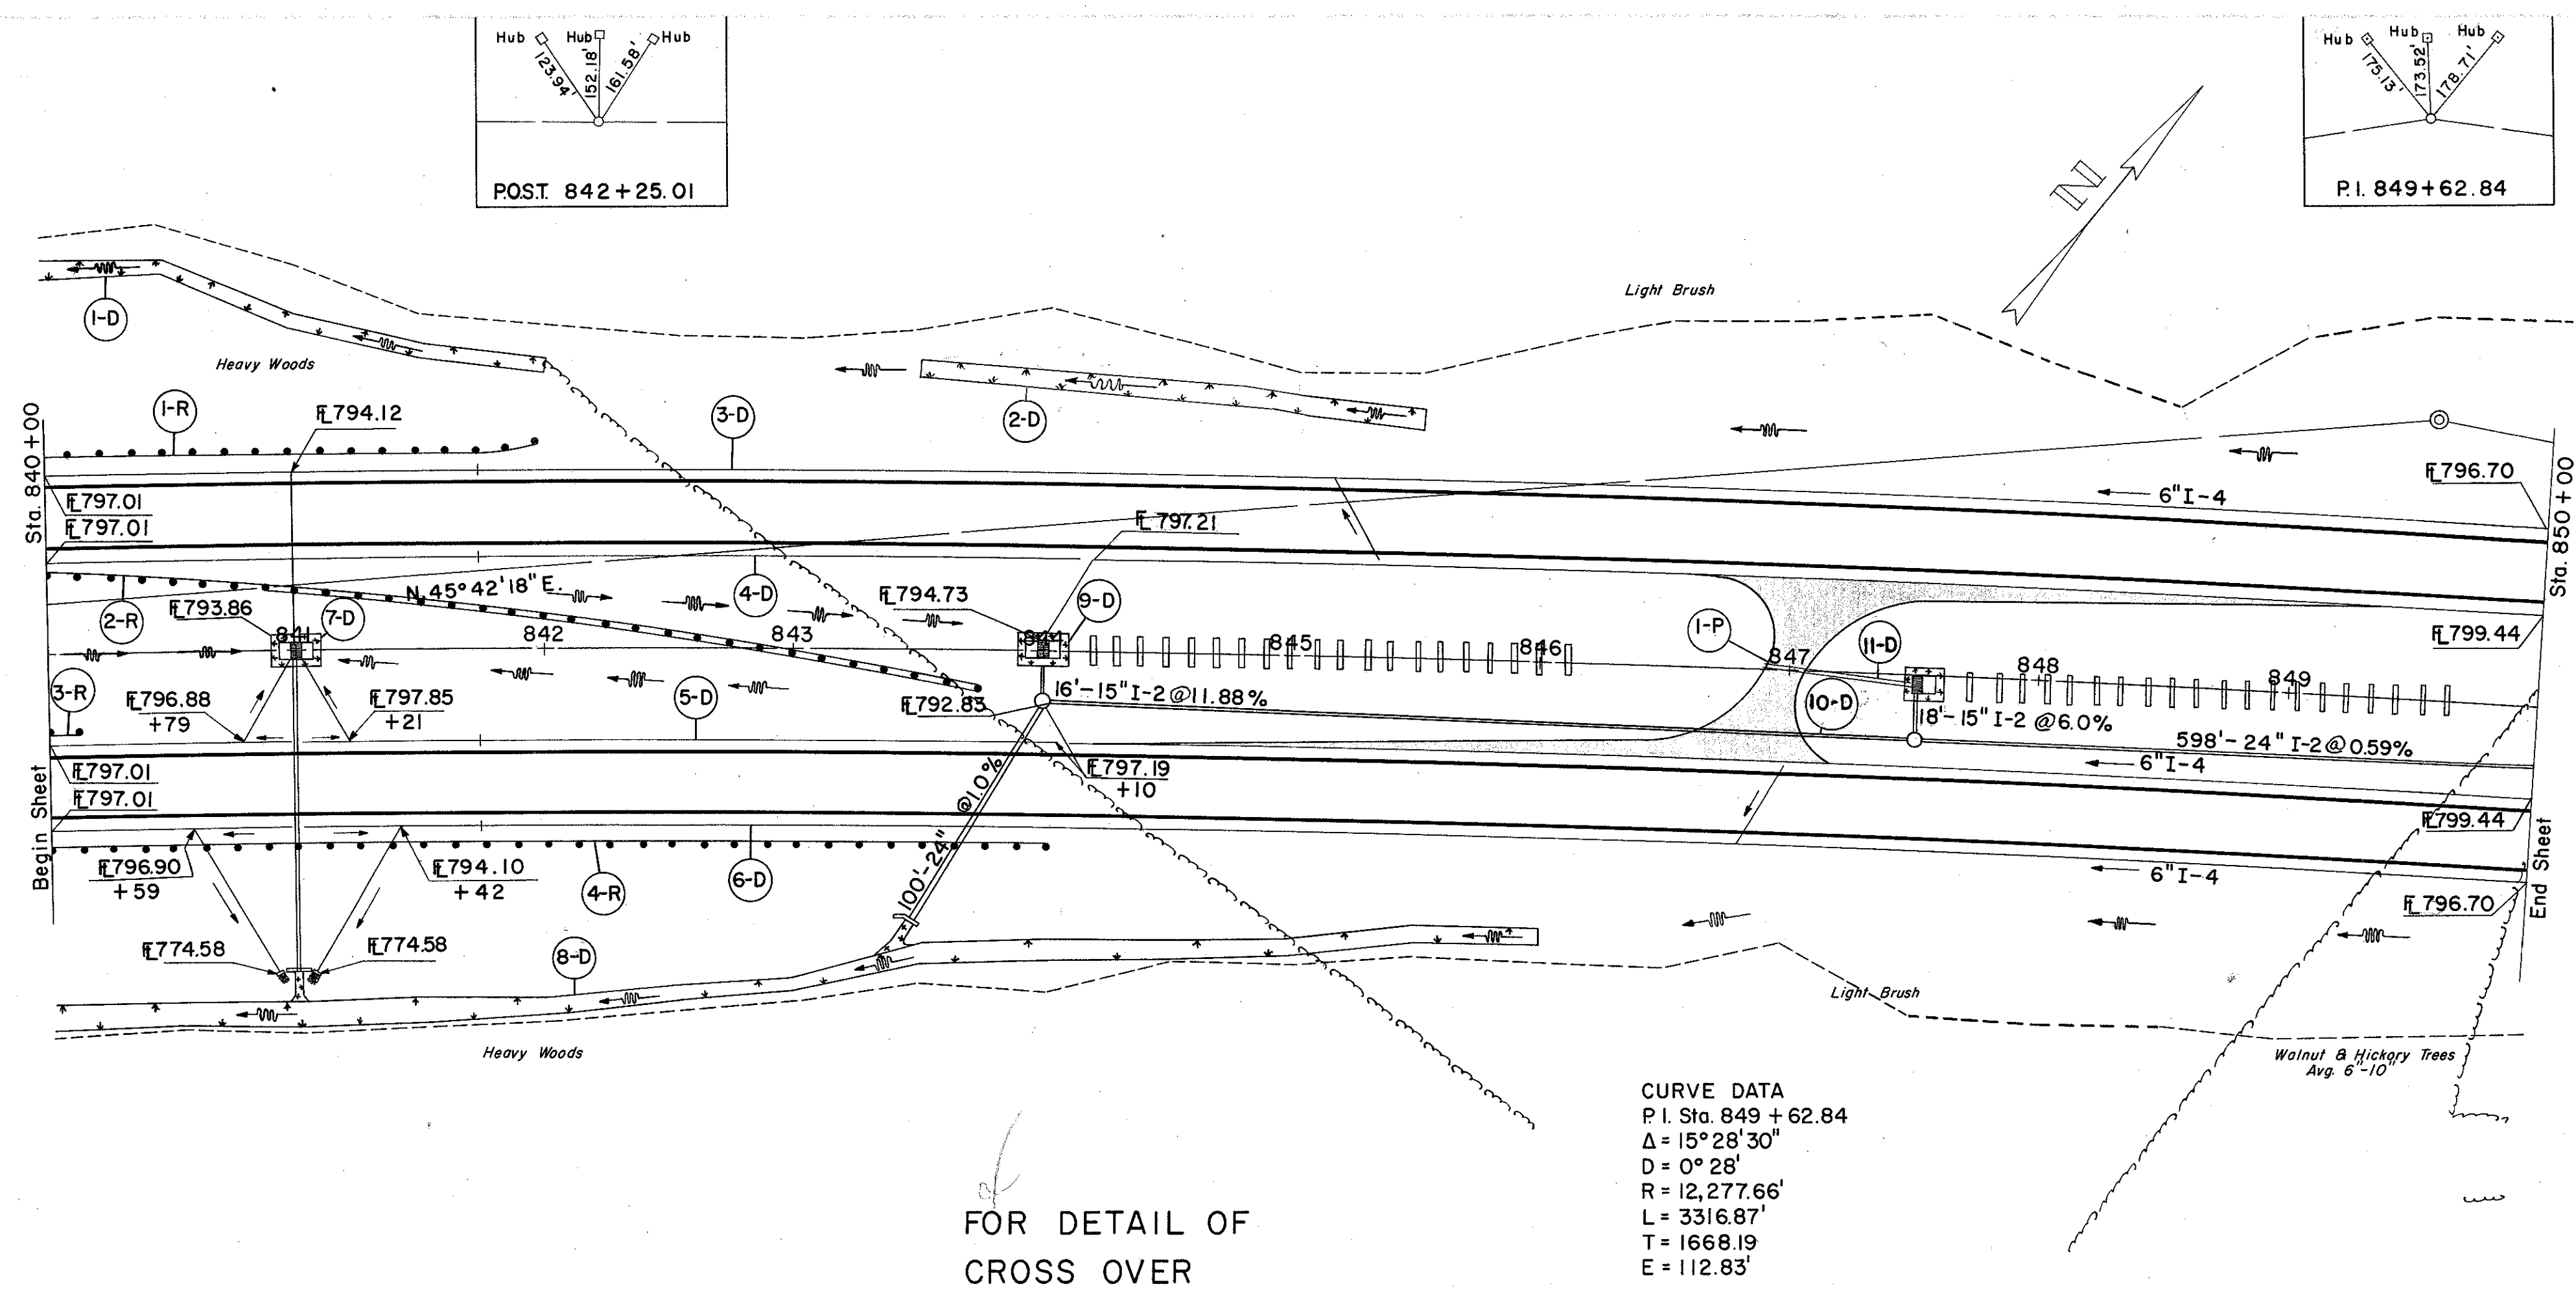 Hub Hub Hub
123.94' 152.18' 161.58'
P.O.S.T. 842+25.01
Hub Hub Hub
175.13' 173.52' 178.71'
P.I. 849+62.84
N
1-D
Light Brush
Heavy Woods
1-R
FL 794.12
3-D
2-D
Sta. 840+00
FL 797.01
FL 797.01
FL 797.21
6" I-4
FL 796.70
Sta. 850+00
N. 45° 42' 18" E.
2-R
FL 793.86
7-D
4-D
FL 794.73
9-D
841
842
843
844
845
846
1-P
847
11-D
848
849
FL 799.44
3-R
FL 796.88
+79
FL 797.85
+21
5-D
FL 792.83
16'-15" I-2 @ 11.88%
10-D
18'-15" I-2 @ 6.0%
598'-24" I-2 @ 0.59%
6" I-4
FL 797.01
FL 797.01
FL 797.19
+10
100'-24" @ 1.0%
FL 799.44
Begin Sheet
FL 796.90
+59
FL 794.10
+42
4-R
6-D
6" I-4
FL 796.70
End Sheet
FL 774.58
FL 774.58
8-D
Light Brush
Heavy Woods
Walnut & Hickory Trees
Avg. 6"-10"
CURVE DATA
P.I. Sta. 849 + 62.84
Δ = 15° 28' 30"
D = 0° 28'
R = 12,277.66'
L = 3316.87'
T = 1668.19
E = 112.83'
FOR DETAIL OF
CROSS OVER